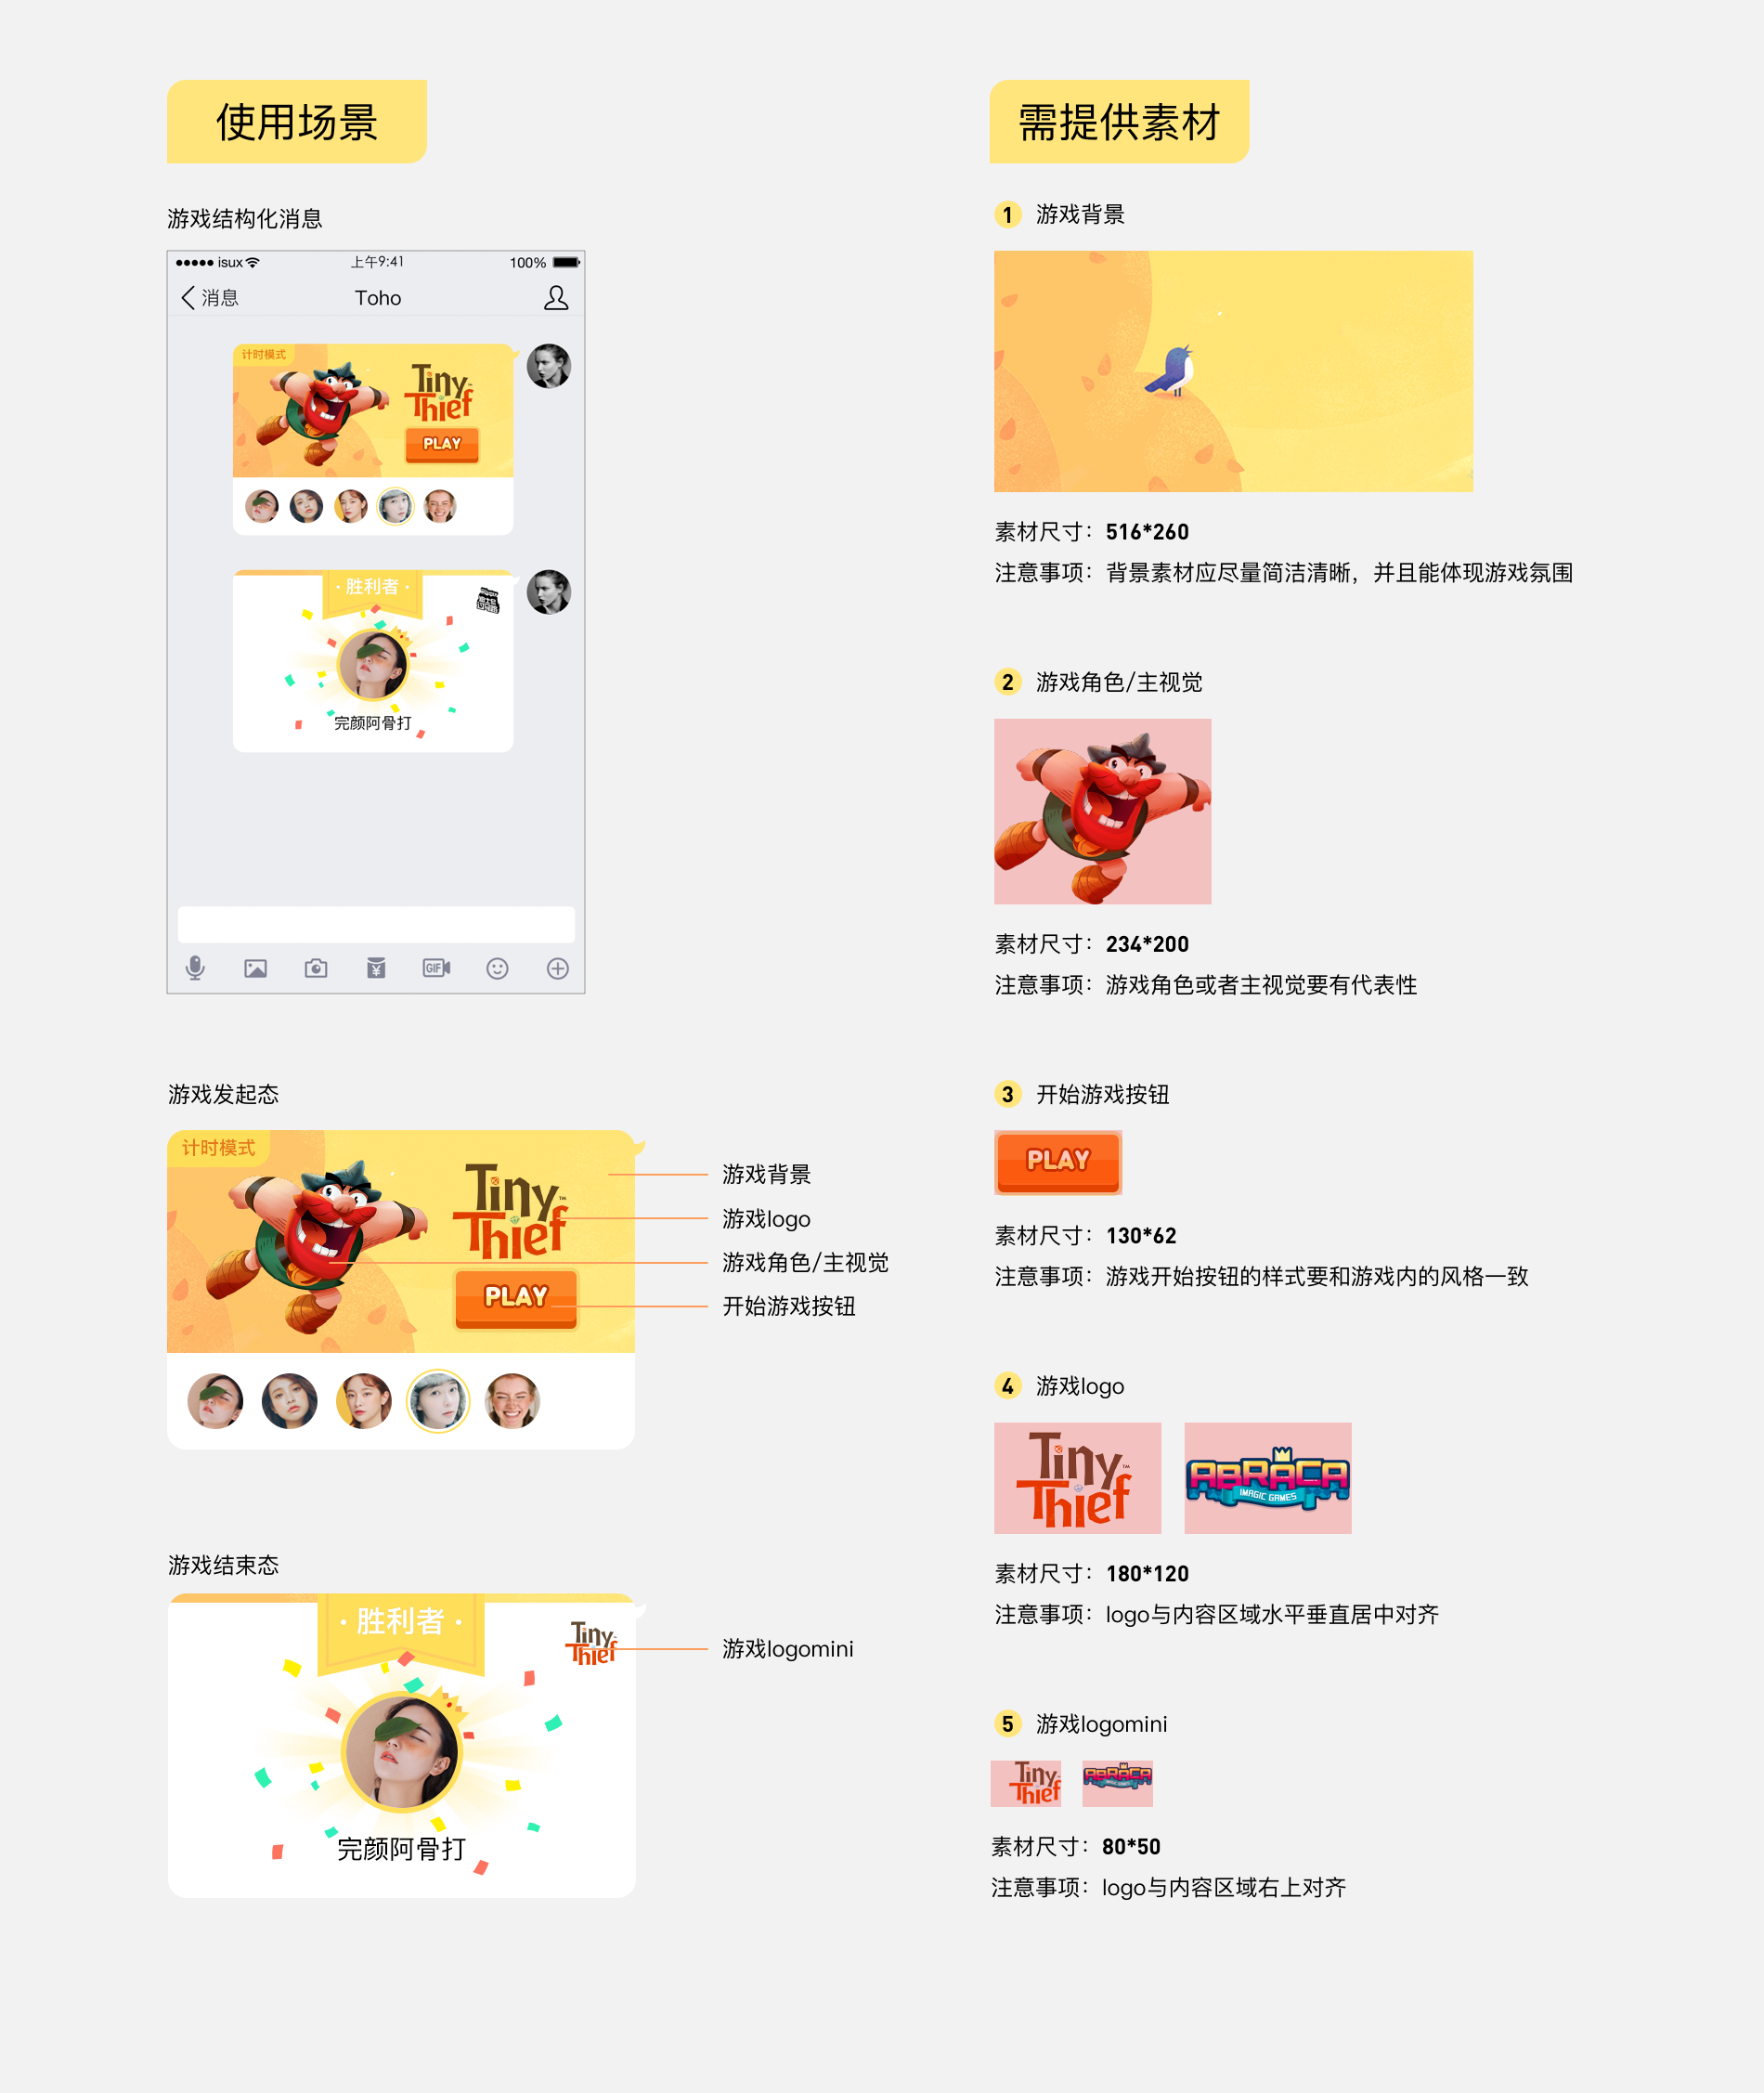 使用场景
游戏结构化消息
isux
上午9:41
100%
消息
Toho
计时模式
Tiny
Thief
PLAY
·胜利者·
完颜阿骨打
GIF
游戏发起态
计时模式
Tiny™
Thief
PLAY
游戏背景
游戏logo
游戏角色/主视觉
开始游戏按钮
游戏结束态
·胜利者·
Tiny
Thief
游戏logomini
完颜阿骨打
需提供素材
1 游戏背景
素材尺寸：516*260
注意事项：背景素材应尽量简洁清晰，并且能体现游戏氛围
2 游戏角色/主视觉
素材尺寸：234*200
注意事项：游戏角色或者主视觉要有代表性
3 开始游戏按钮
PLAY
素材尺寸：130*62
注意事项：游戏开始按钮的样式要和游戏内的风格一致
4 游戏logo
Tiny™
Thief
ABRACA
IMAGIC GAMES
素材尺寸：180*120
注意事项：logo与内容区域水平垂直居中对齐
5 游戏logomini
Tiny
Thief
ABRACA
素材尺寸：80*50
注意事项：logo与内容区域右上对齐